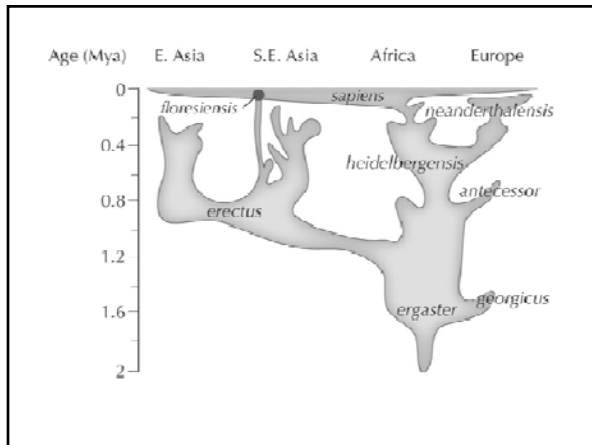 Age (Mya) E. Asia S.E. Asia Africa Europe
0
sapiens
floresiensis
neanderthalensis
0.4
heidelbergensis
antecessor
0.8
erectus
1.2
georgicus
1.6
ergaster
2